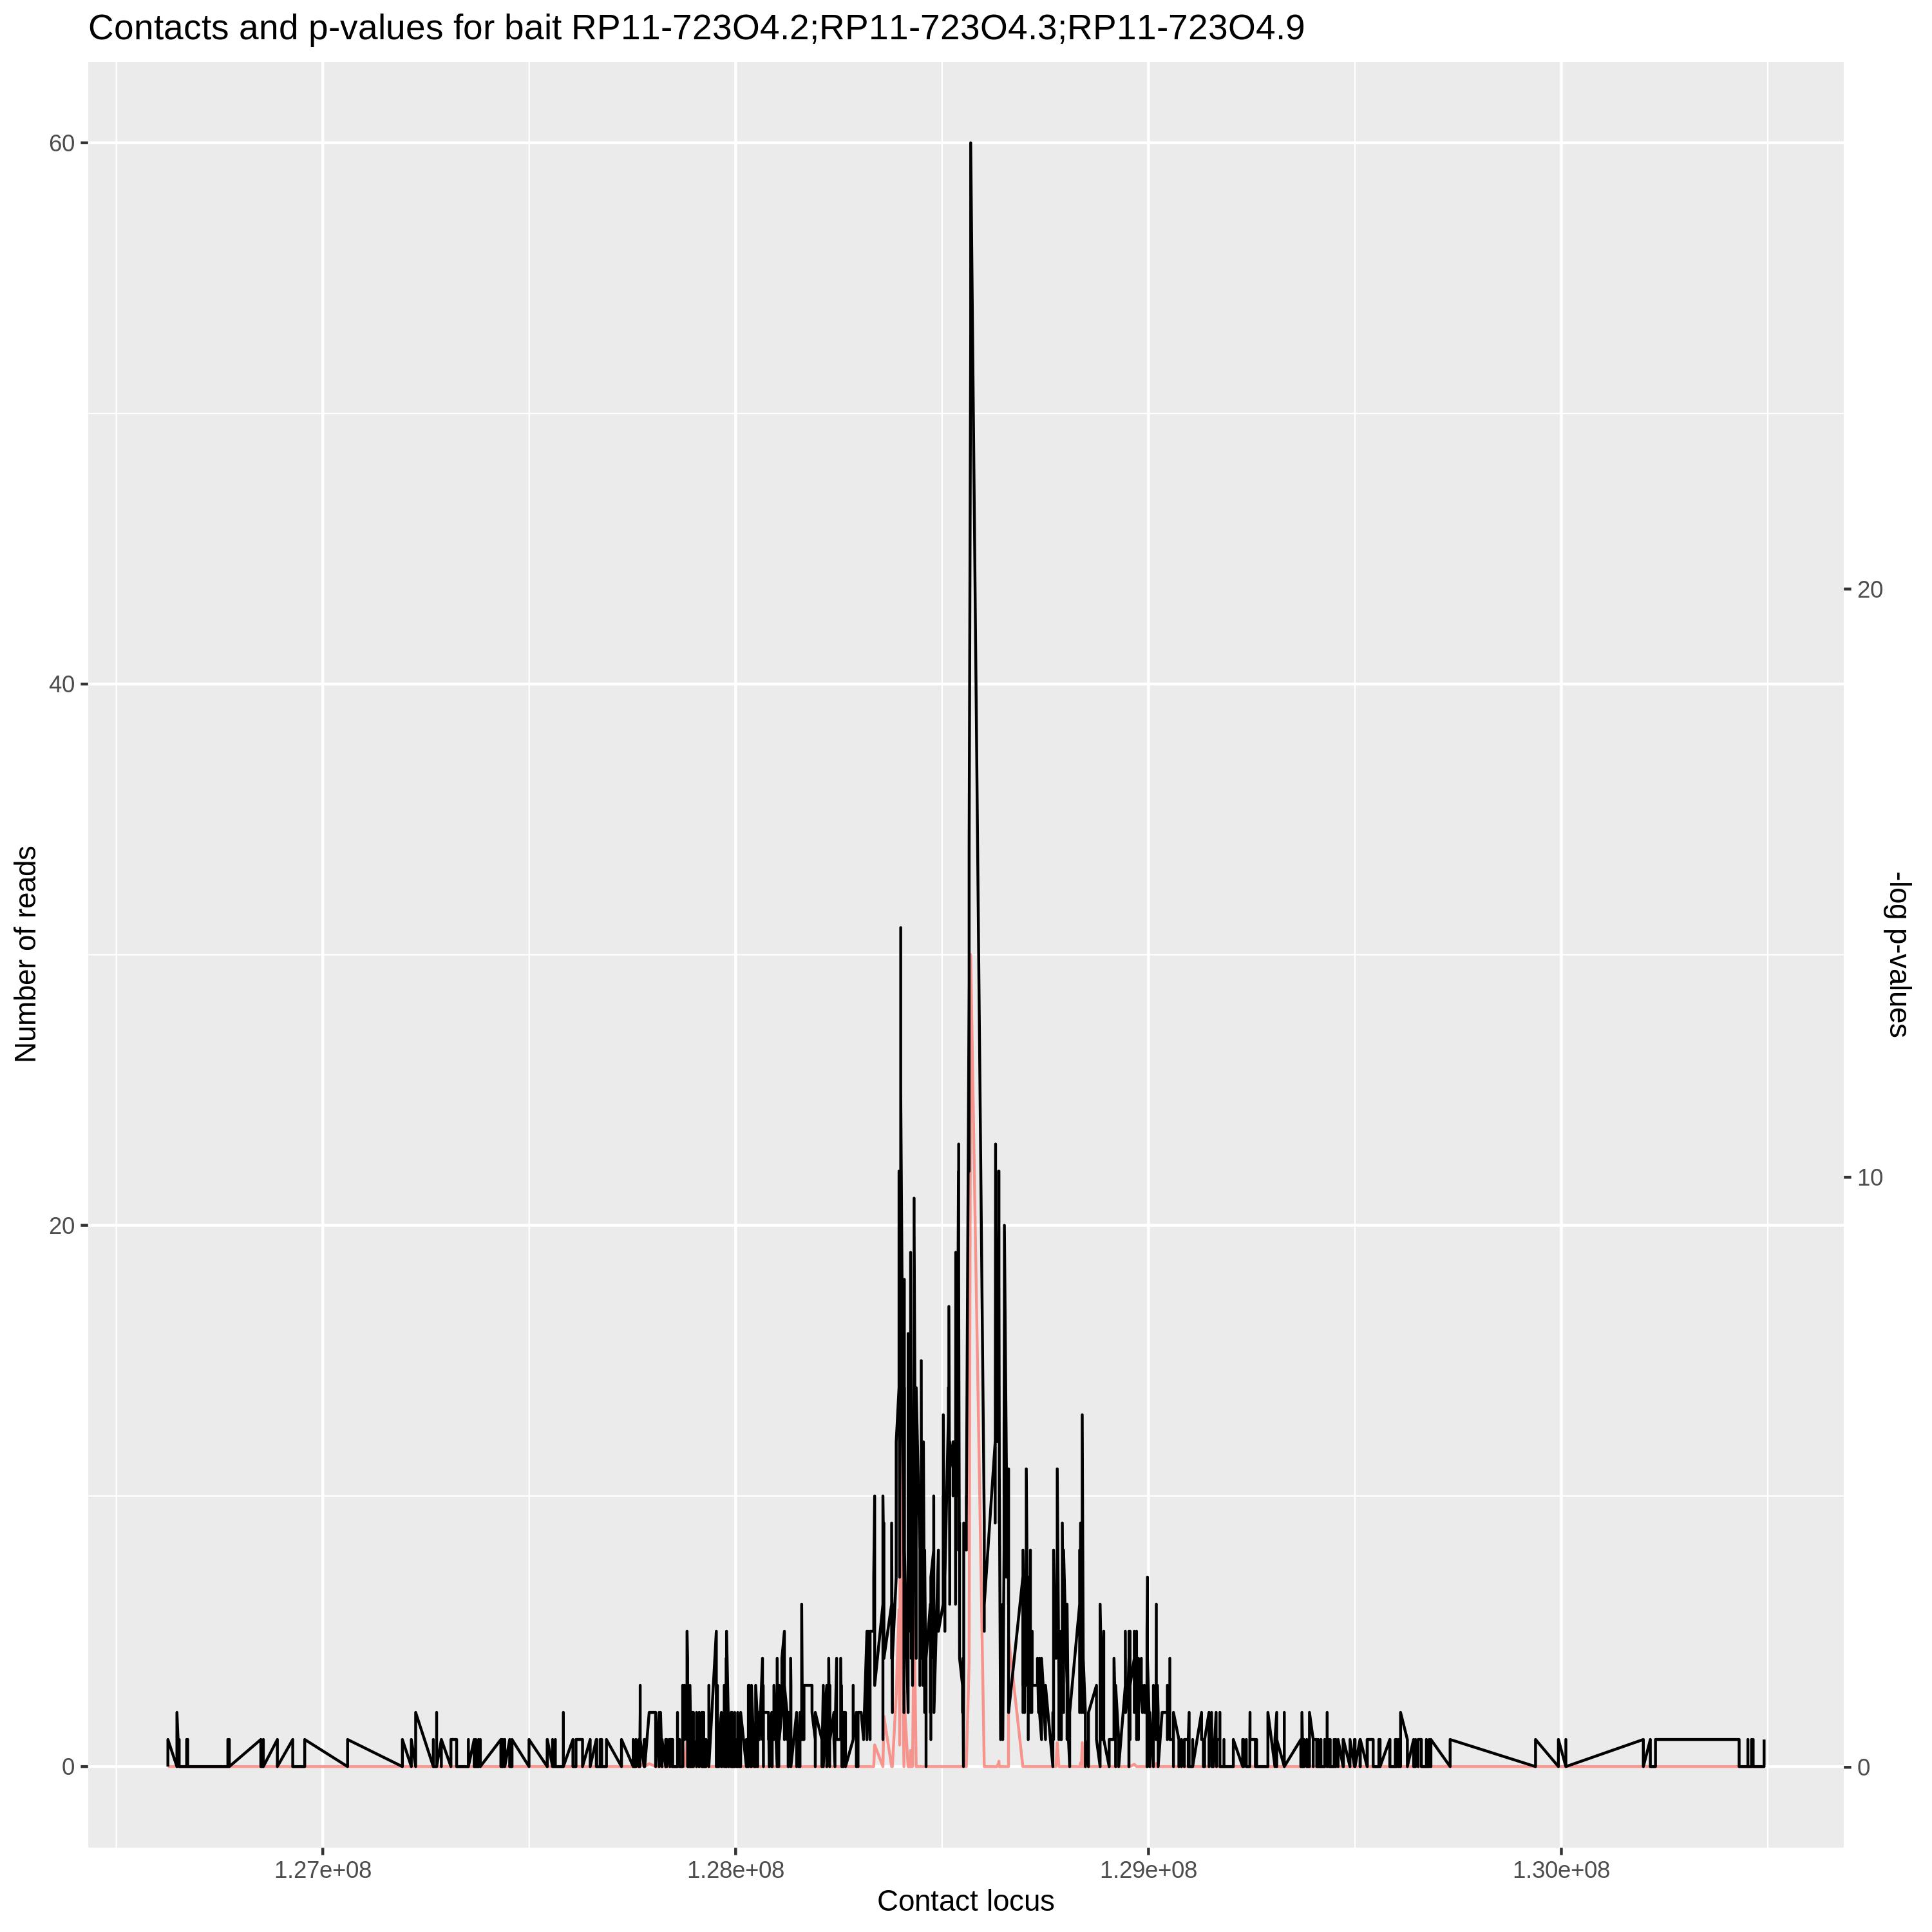 Contacts and p-values for bait RP11-723O4.2;RP11-723O4.3;RP11-723O4.9
60
40
20
0
Number of reads
20
10
0
-log p-values
1.27e+08
1.28e+08
1.29e+08
1.30e+08
Contact locus